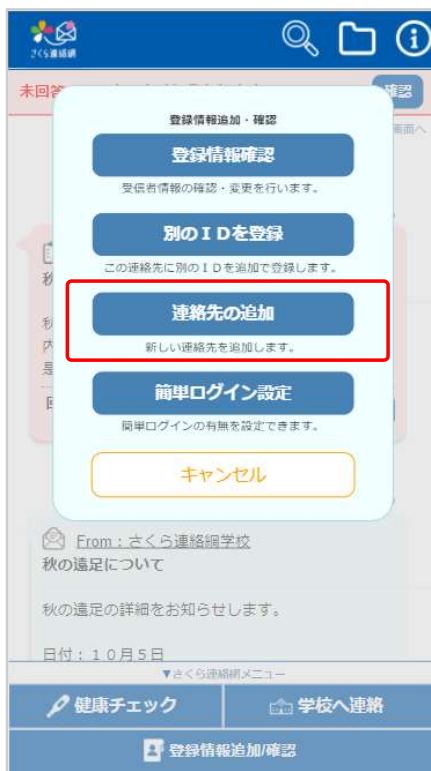 さくら連絡網
未回答
確認
画面へ
登録情報追加・確認
登録情報確認
受信者情報の確認・変更を行います。
別のＩＤを登録
この連絡先に別のＩＤを追加で登録します。
連絡先の追加
新しい連絡先を追加します。
簡単ログイン設定
簡単ログインの有無を設定できます。
キャンセル
From：さくら連絡網学校
秋の遠足について
秋の遠足の詳細をお知らせします。
日付：１０月５日
▼さくら連絡網メニュー
健康チェック
学校へ連絡
登録情報追加/確認